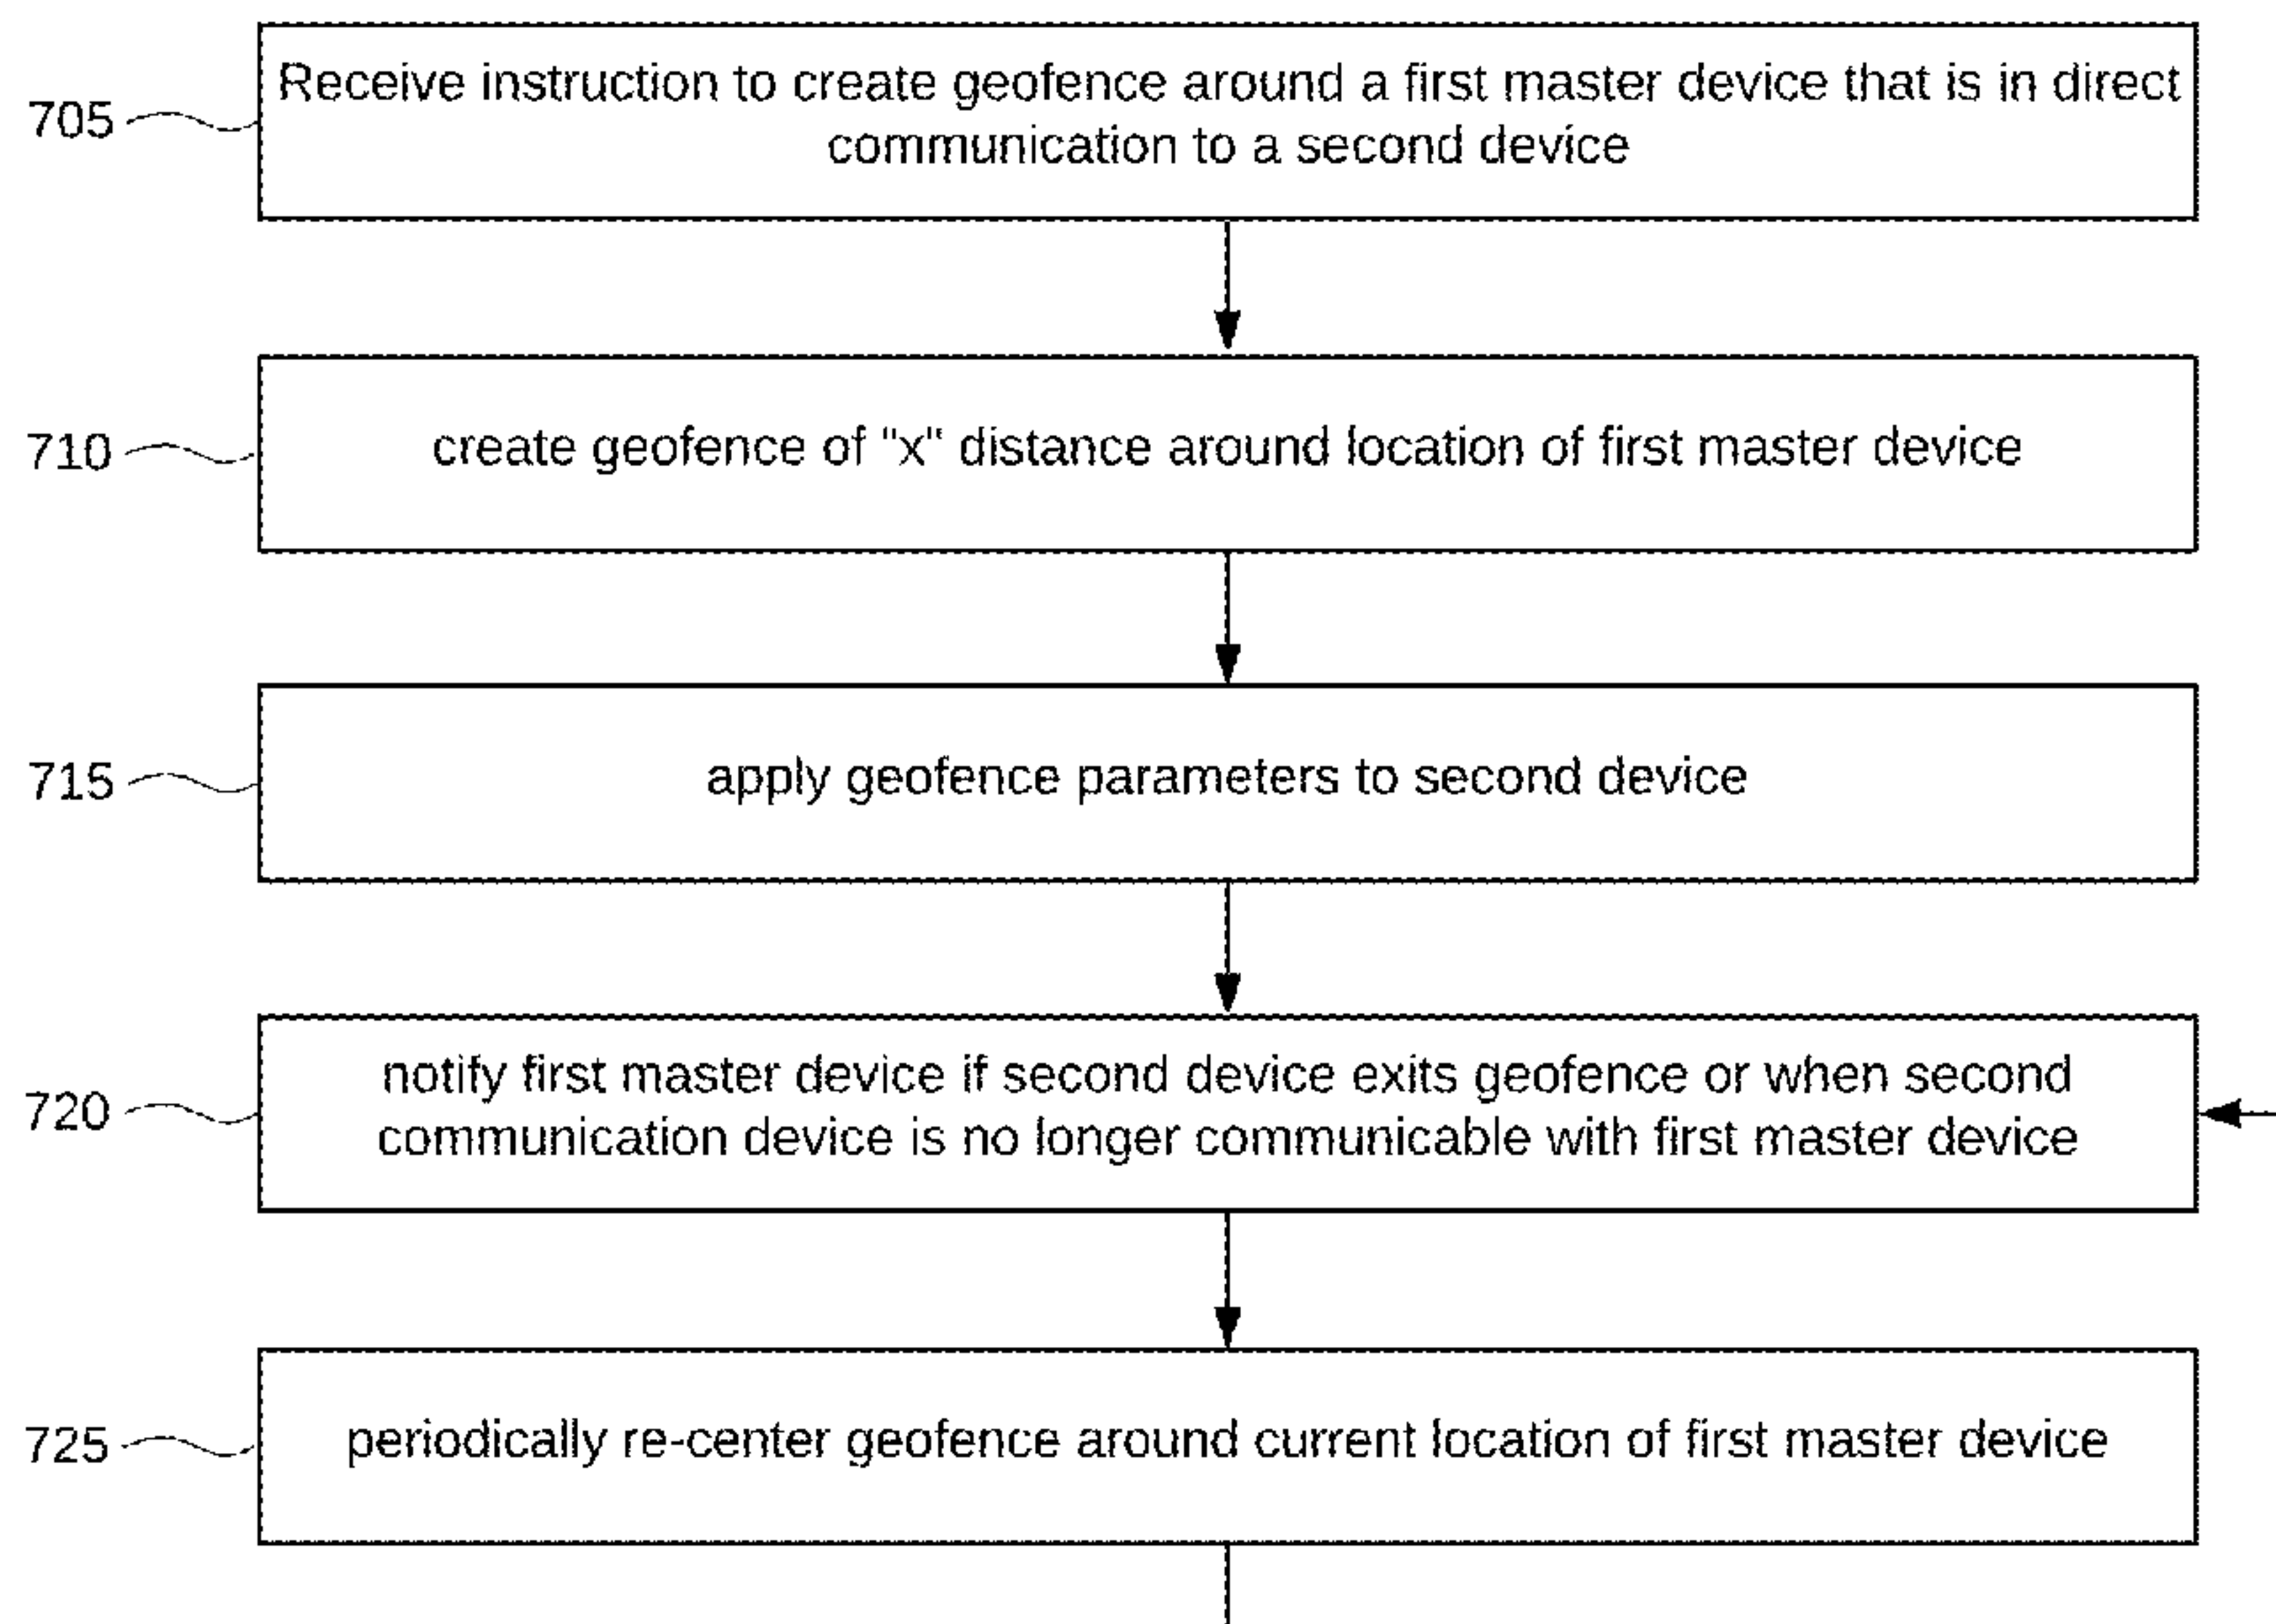 Receive instruction to create geofence around a first master device that is in direct
705
communication to a second device
710
create geofence of "x" distance around location of first master device
715
apply geofence parameters to second device
notify first master device if second device exits geofence or when second
720
communication device is no longer communicable with first master device
725
periodically re-center geofence around current location of first master device